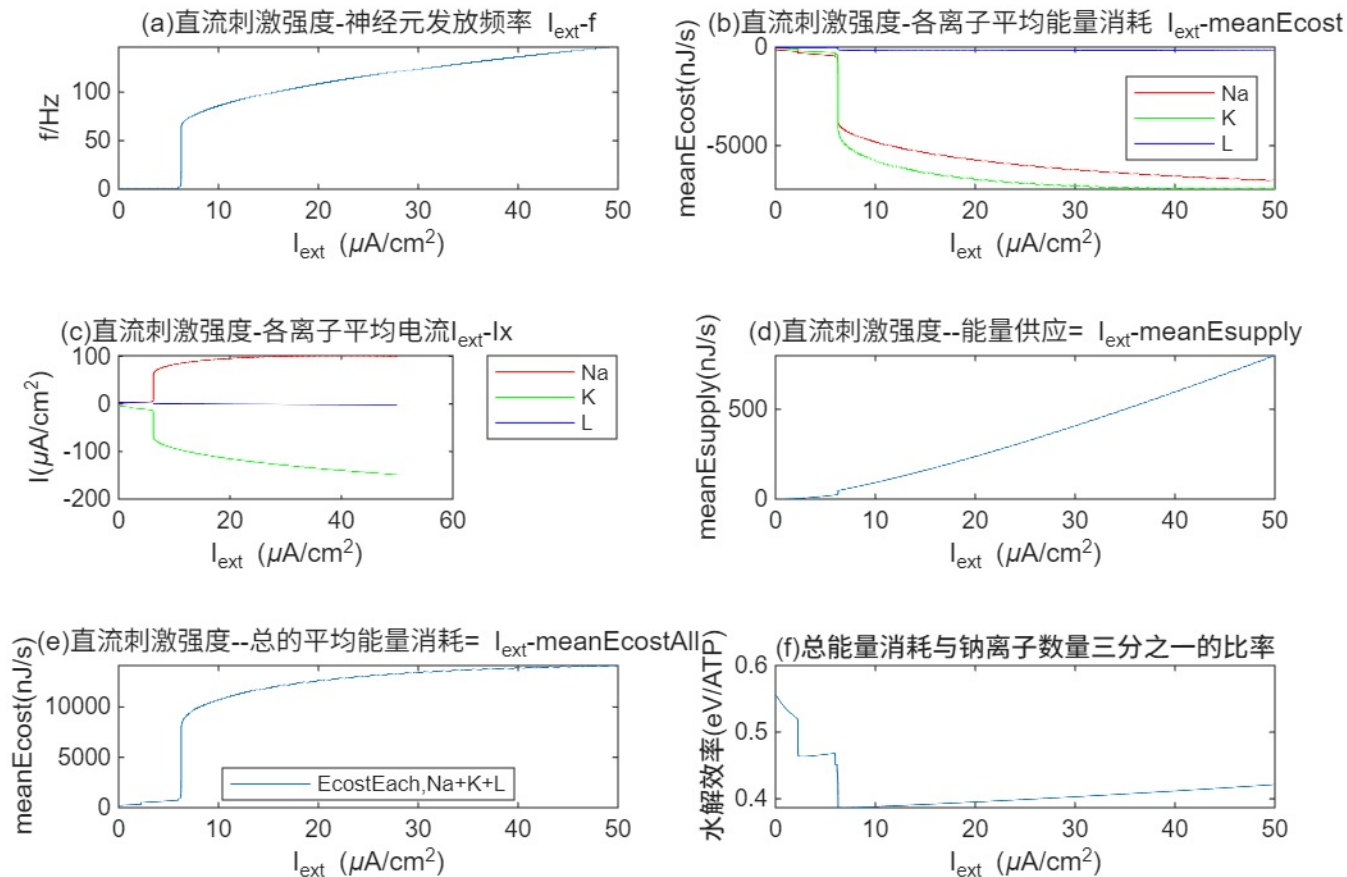 (a)直流刺激强度-神经元发放频率 I_ext-f
f/Hz
100
50
0
0 10 20 30 40 50
I_ext (μA/cm²)
(b)直流刺激强度-各离子平均能量消耗 I_ext-meanEcost
meanEcost(nJ/s)
0
-5000
Na
K
L
0 10 20 30 40 50
I_ext (μA/cm²)
(c)直流刺激强度-各离子平均电流I_ext-Ix
I(μA/cm²)
100
0
-100
-200
Na
K
L
0 20 40 60
I_ext (μA/cm²)
(d)直流刺激强度--能量供应= I_ext-meanEsupply
meanEsupply(nJ/s)
500
0
0 10 20 30 40 50
I_ext (μA/cm²)
(e)直流刺激强度--总的平均能量消耗= I_ext-meanEcostAll
meanEcost(nJ/s)
10000
5000
0
EcostEach,Na+K+L
0 10 20 30 40 50
I_ext (μA/cm²)
(f)总能量消耗与钠离子数量三分之一的比率
水解效率(eV/ATP)
0.6
0.5
0.4
0 10 20 30 40 50
I_ext (μA/cm²)